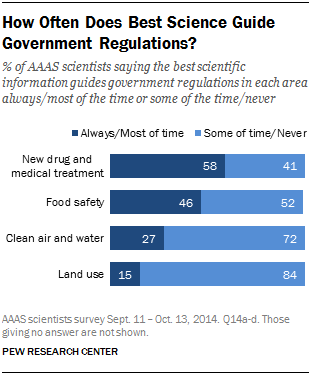 How Often Does Best Science Guide
Government Regulations?
% of AAAS scientists saying the best scientific
information guides government regulations in each area
always/most of the time or some of the time/never
Always/Most of time Some of time/Never
New drug and
medical treatment 58 41
Food safety 46 52
Clean air and water 27 72
Land use 15 84
AAAS scientists survey Sept. 11 – Oct. 13, 2014. Q14a-d. Those
giving no answer are not shown.
PEW RESEARCH CENTER